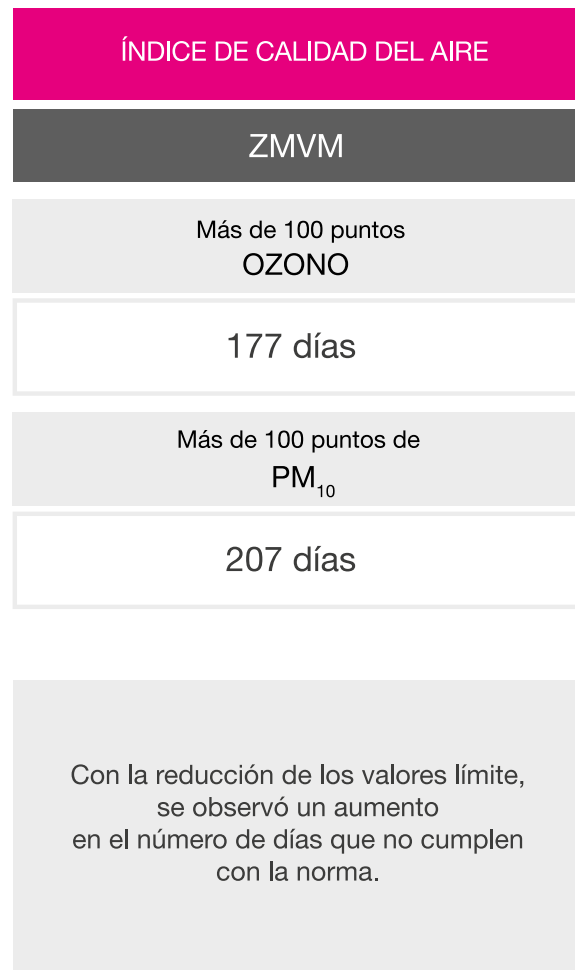 ÍNDICE DE CALIDAD DEL AIRE
ZMVM
Más de 100 puntos
OZONO
177 días
Más de 100 puntos de
PM₁₀
207 días
Con la reducción de los valores límite,
se observó un aumento
en el número de días que no cumplen
con la norma.